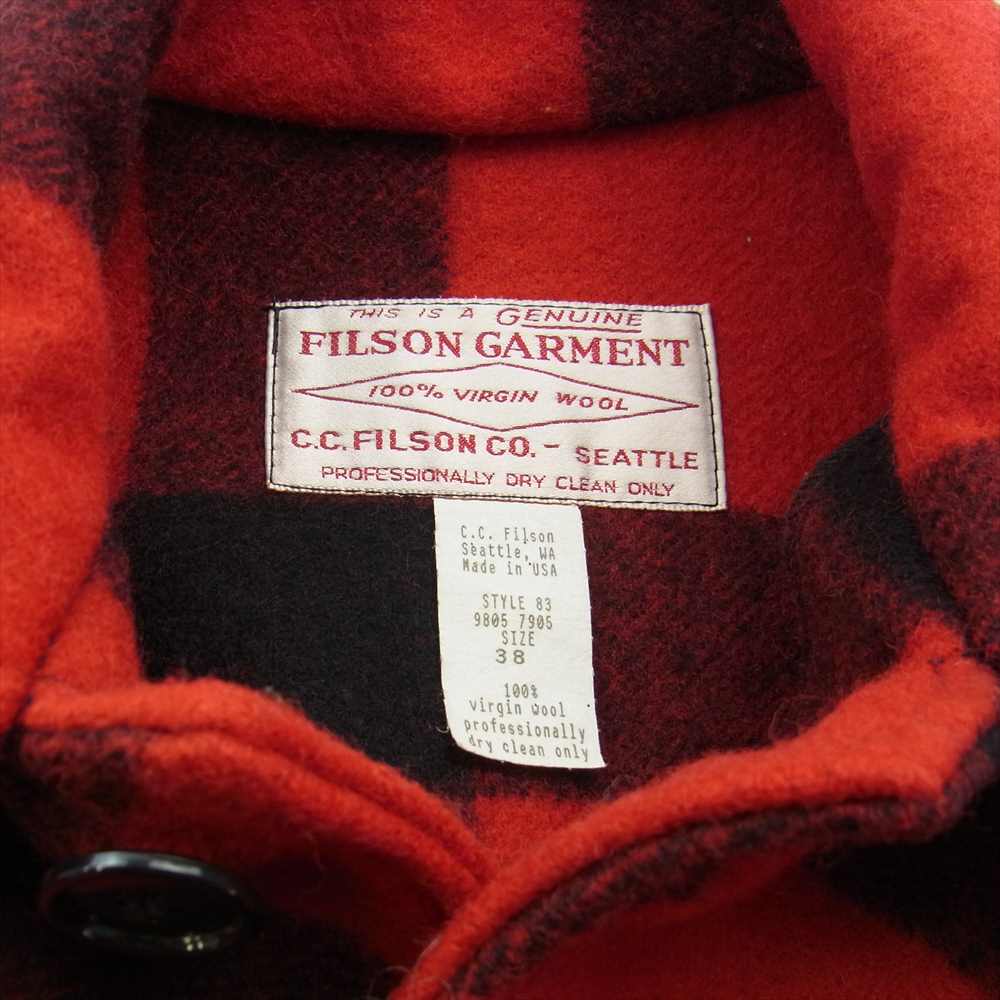 THIS IS A GENUINE
FILSON GARMENT
100% VIRGIN WOOL
C.C. FILSON CO. - SEATTLE
PROFESSIONALLY DRY CLEAN ONLY
C.C. Filson
Seattle, WA
Made in USA
STYLE 83
9805 7905
SIZE
38
100%
virgin wool
professionally
dry clean only